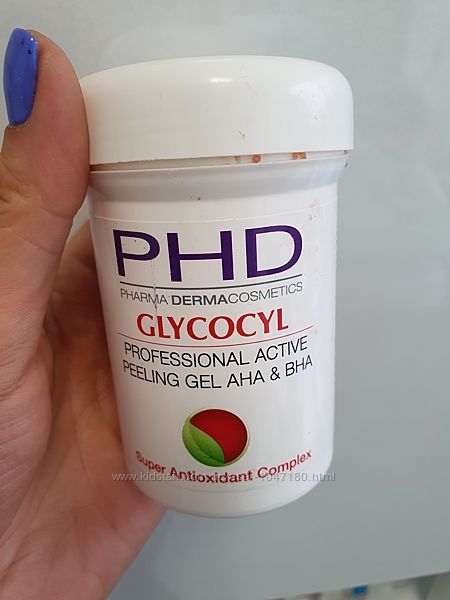 PHD
PHARMA DERMACOSMETICS
GLYCOCYL
PROFESSIONAL ACTIVE
PEELING GEL AHA & BHA
Super Antioxidant Complex